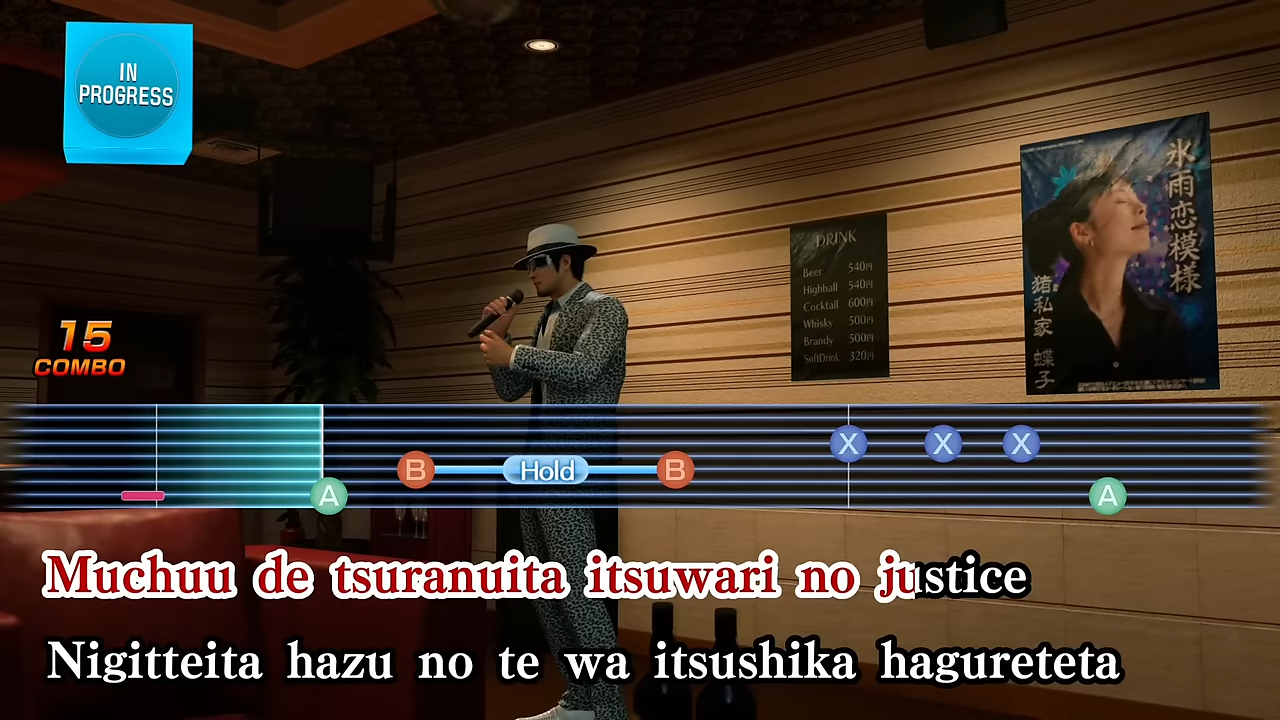 IN
PROGRESS
DRINK
Beer 540円
Highball 540円
Cocktail 600円
Whisky 500円
Brandy 500円
SoftDrink 320円
氷雨恋模様
猪私家 蝶子
15
COMBO
X X X
B Hold B
A A
Muchuu de tsuranuita itsuwari no justice
Nigitteita hazu no te wa itsushika hagureteta